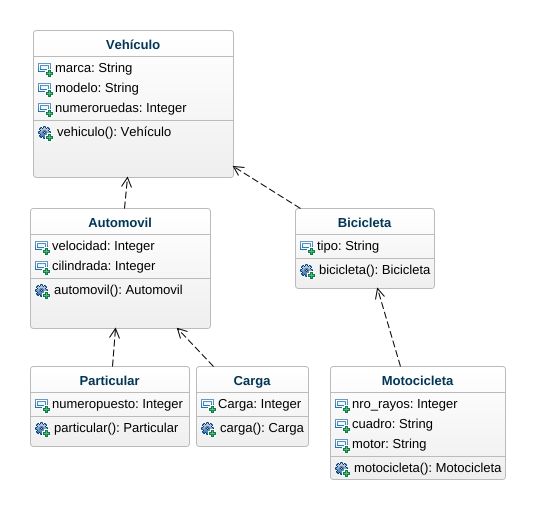 Vehículo
marca: String
modelo: String
numeroruedas: Integer
vehiculo(): Vehículo
Automovil
velocidad: Integer
cilindrada: Integer
automovil(): Automovil
Bicicleta
tipo: String
bicicleta(): Bicicleta
Particular
numeropuesto: Integer
particular(): Particular
Carga
Carga: Integer
carga(): Carga
Motocicleta
nro_rayos: Integer
cuadro: String
motor: String
motocicleta(): Motocicleta